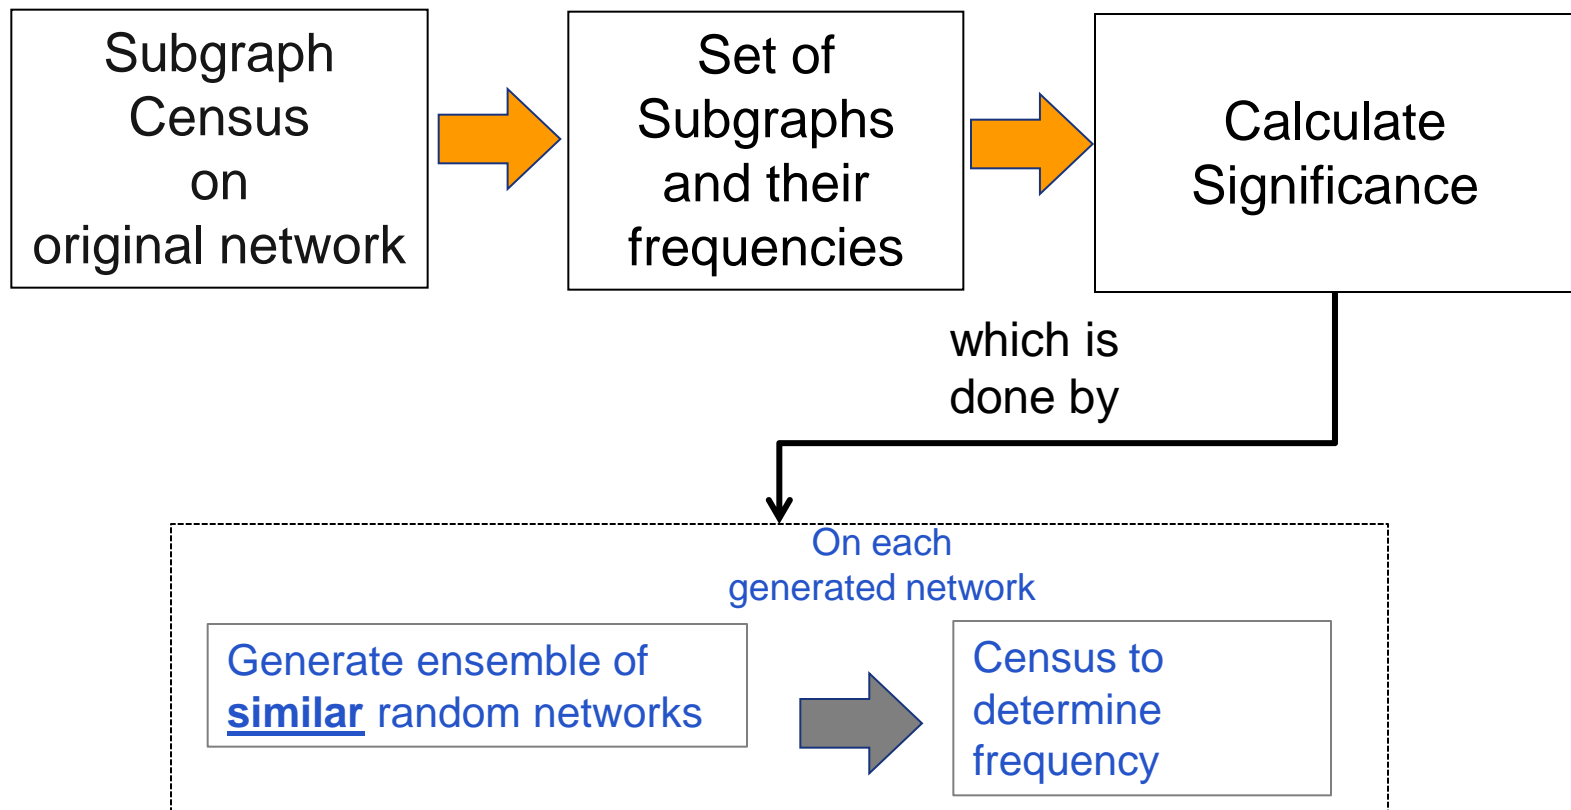 Subgraph
Census
on
original network
Set of
Subgraphs
and their
frequencies
Calculate
Significance
which is
done by
On each
generated network
Generate ensemble of
similar random networks
Census to
determine
frequency